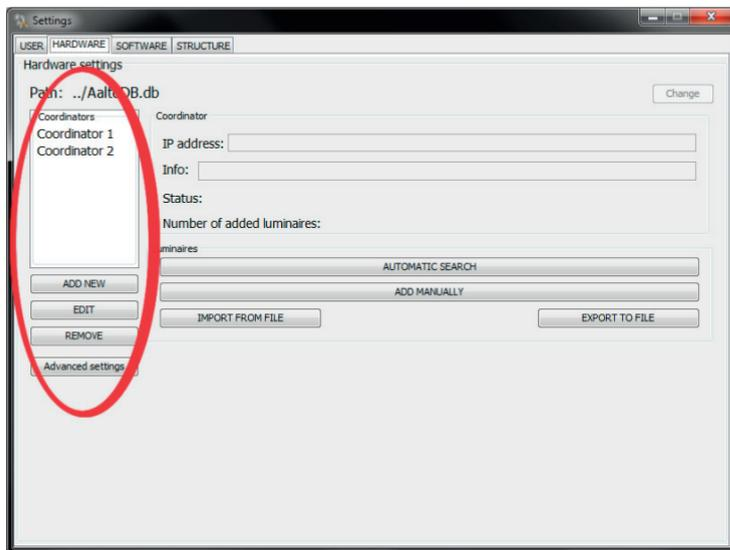 Settings
USER HARDWARE SOFTWARE STRUCTURE
Hardware settings
Path: ../AaltoDB.db
Change
Coordinators
Coordinator 1
Coordinator 2
ADD NEW
EDIT
REMOVE
Advanced settings
Coordinator
IP address:
Info:
Status:
Number of added luminaires:
Luminaires
AUTOMATIC SEARCH
ADD MANUALLY
IMPORT FROM FILE EXPORT TO FILE